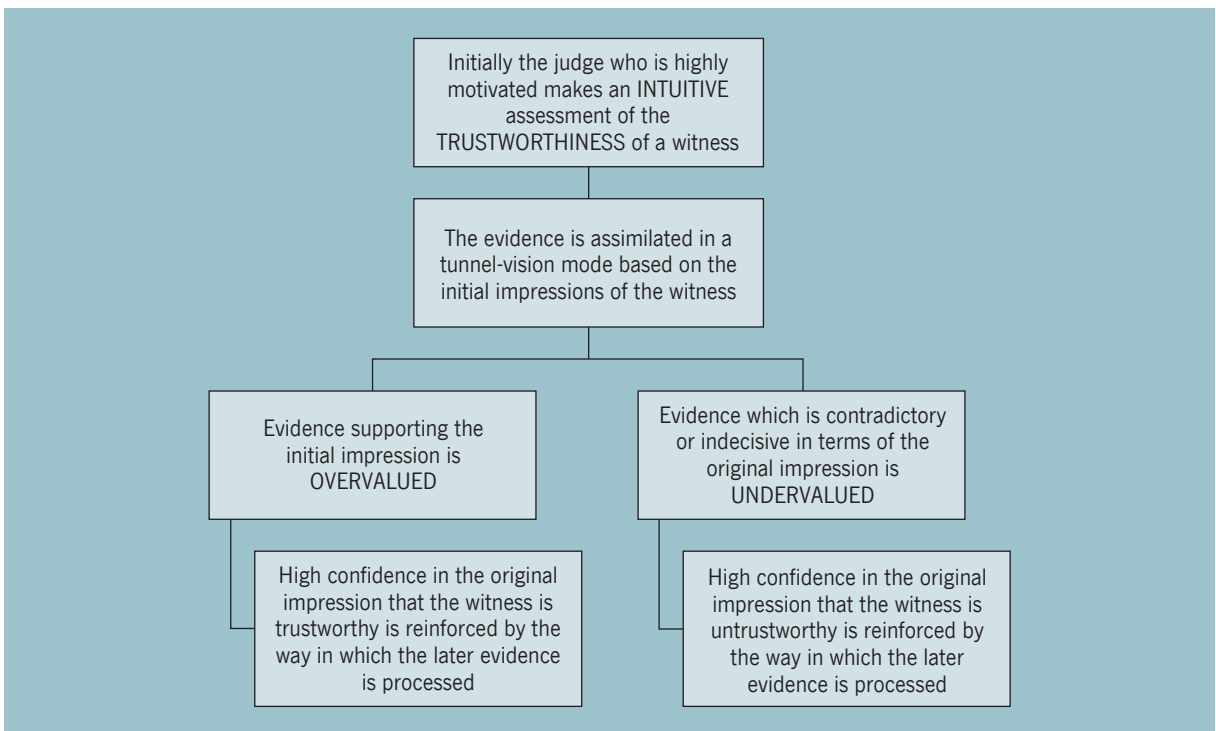 Initially the judge who is highly
motivated makes an INTUITIVE
assessment of the
TRUSTWORTHINESS of a witness
The evidence is assimilated in a
tunnel-vision mode based on the
initial impressions of the witness
Evidence supporting the
initial impression is
OVERVALUED
Evidence which is contradictory
or indecisive in terms of the
original impression is
UNDERVALUED
High confidence in the original
impression that the witness is
trustworthy is reinforced by the
way in which the later evidence
is processed
High confidence in the original
impression that the witness is
untrustworthy is reinforced by
the way in which the later
evidence is processed